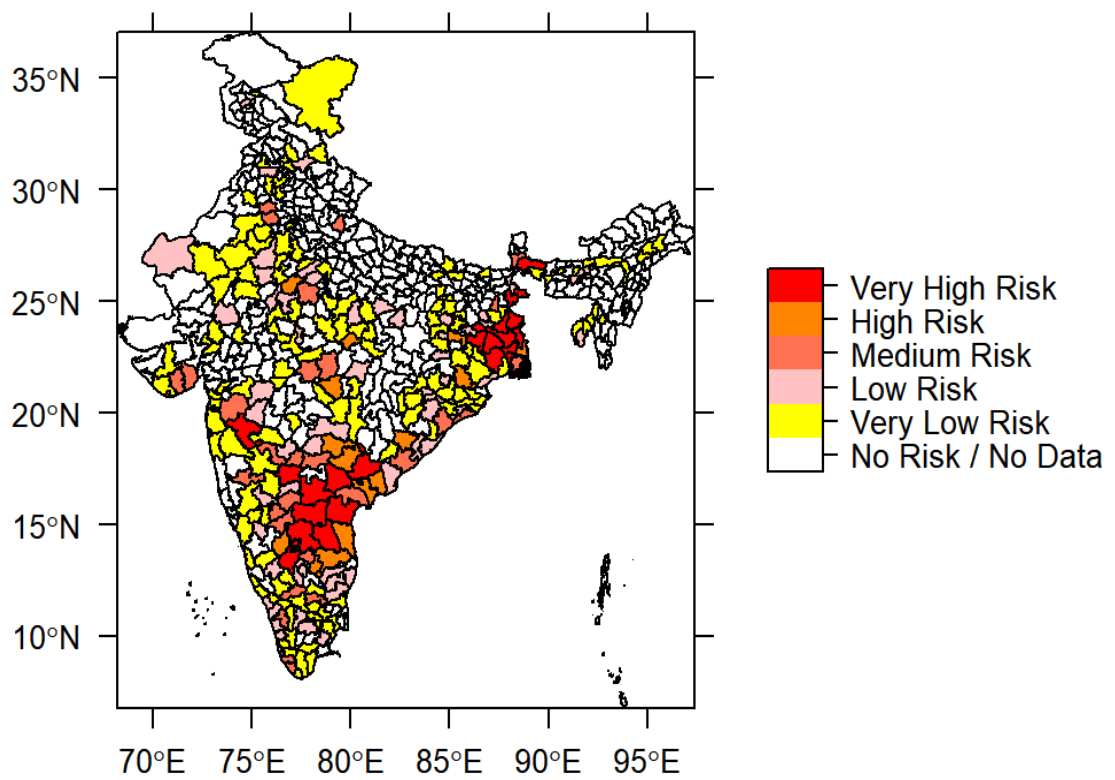 35°N
30°N
25°N
20°N
15°N
10°N
70°E 75°E 80°E 85°E 90°E 95°E
Very High Risk
High Risk
Medium Risk
Low Risk
Very Low Risk
No Risk / No Data